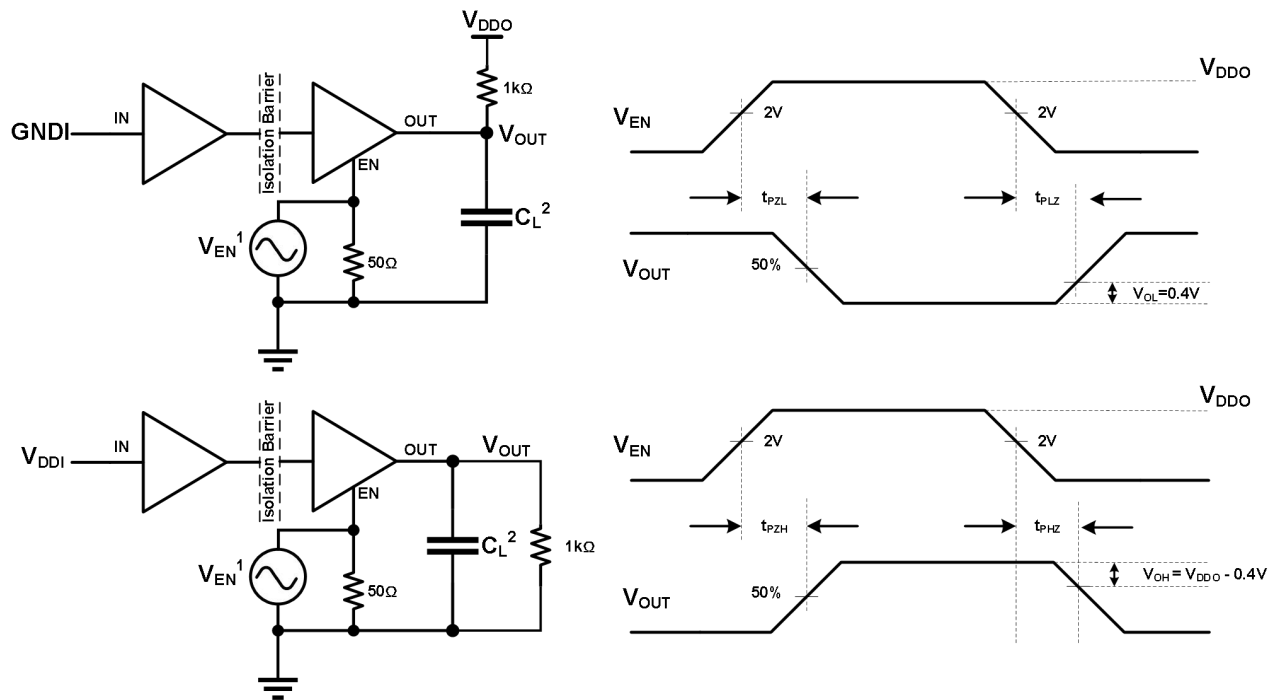 VDDO
1kΩ
GNDI
IN
Isolation Barrier
OUT
VOUT
EN
VEN1
50Ω
CL2
VDDO
VEN
2V
2V
tPZL
tPLZ
VOUT
50%
VOL=0.4V
VDDI
IN
Isolation Barrier
OUT
VOUT
EN
VEN1
50Ω
CL2
1kΩ
VDDO
VEN
2V
2V
tPZH
tPHZ
VOUT
50%
VOH = VDDO - 0.4V